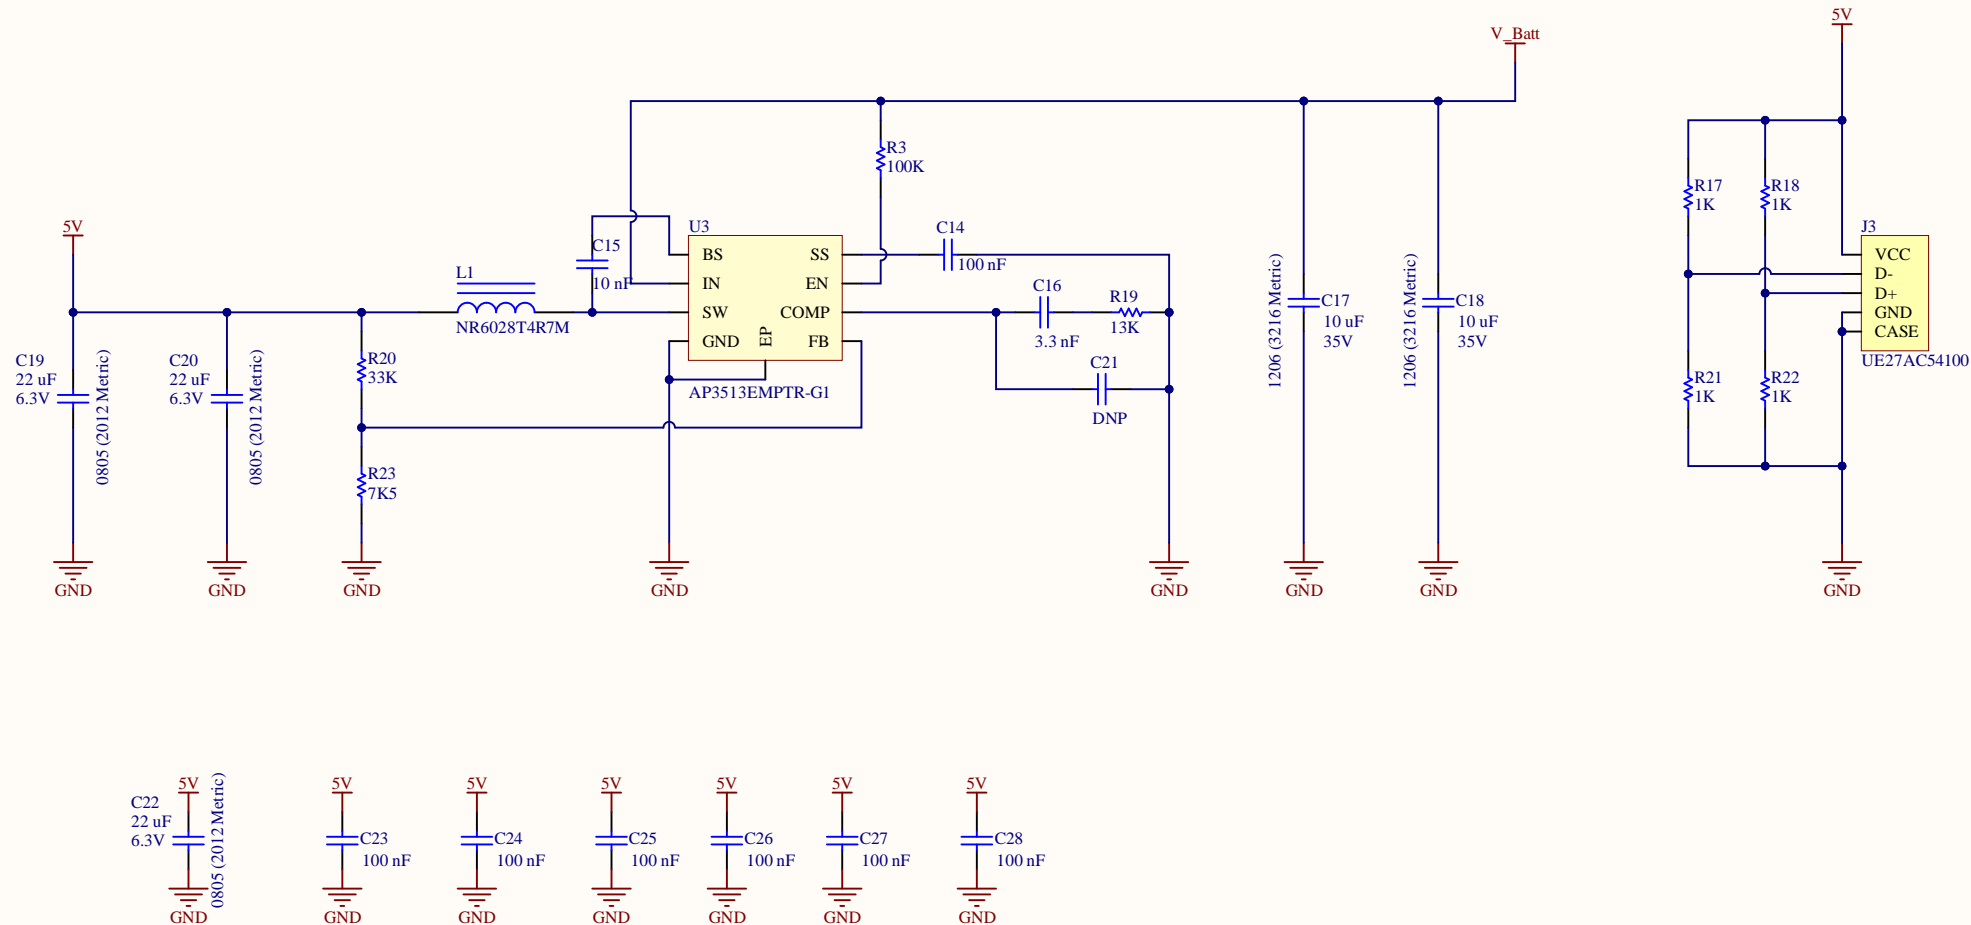 V_Batt
5V
R3
100K
R17
1K
R18
1K
5V
U3
BS
IN
SW
GND
EP
SS
EN
COMP
FB
AP3513EMPTR-G1
C15
10 nF
L1
NR6028T4R7M
C14
100 nF
C16
3.3 nF
R19
13K
C21
DNP
1206 (3216 Metric)
C17
10 uF
35V
1206 (3216 Metric)
C18
10 uF
35V
J3
VCC
D-
D+
GND
CASE
UE27AC54100
R21
1K
R22
1K
C19
22 uF
6.3V
0805 (2012 Metric)
C20
22 uF
6.3V
0805 (2012 Metric)
R20
33K
R23
7K5
GND
GND
GND
GND
GND
GND
GND
GND
5V
C22
22 uF
6.3V
0805 (2012 Metric)
GND
5V
C23
100 nF
GND
5V
C24
100 nF
GND
5V
C25
100 nF
GND
5V
C26
100 nF
GND
5V
C27
100 nF
GND
5V
C28
100 nF
GND